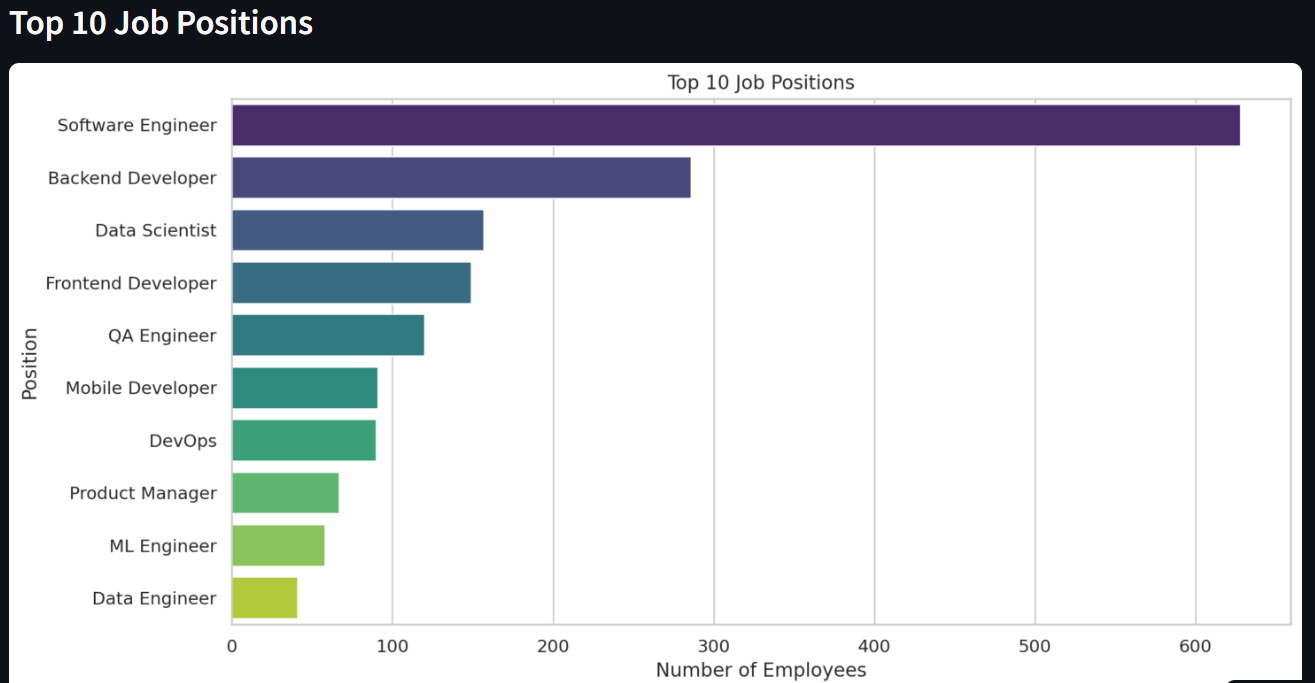 Top 10 Job Positions
Top 10 Job Positions
Software Engineer
Backend Developer
Data Scientist
Frontend Developer
QA Engineer
Mobile Developer
DevOps
Product Manager
ML Engineer
Data Engineer
Position
0 100 200 300 400 500 600
Number of Employees